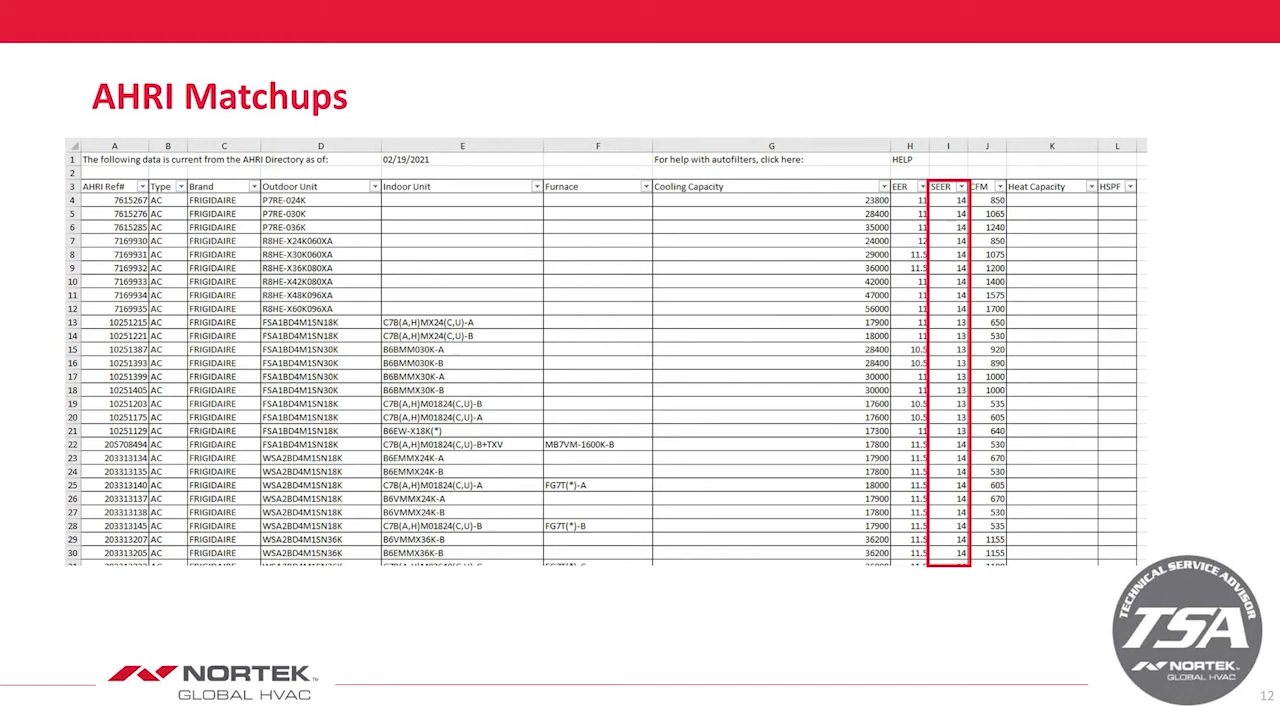 AHRI Matchups
A B C D E F G H I J K L
1 The following data is current from the AHRI Directory as of: 02/19/2021 For help with autofilters, click here: HELP
2
3 AHRI Ref# Type Brand Outdoor Unit Indoor Unit Furnace Cooling Capacity EER SEER CFM Heat Capacity HSPF
4 7615267 AC FRIGIDAIRE P7RE-024K 23800 11 14 850
5 7615276 AC FRIGIDAIRE P7RE-030K 28400 11 14 1065
6 7615285 AC FRIGIDAIRE P7RE-036K 35000 11 14 1240
7 7169930 AC FRIGIDAIRE R8HE-X24K060XA 24000 12 14 850
8 7169931 AC FRIGIDAIRE R8HE-X30K060XA 29000 11.5 14 1075
9 7169932 AC FRIGIDAIRE R8HE-X36K080XA 36000 11.5 14 1200
10 7169933 AC FRIGIDAIRE R8HE-X42K080XA 42000 11 14 1400
11 7169934 AC FRIGIDAIRE R8HE-X48K096XA 47000 11 14 1575
12 7169935 AC FRIGIDAIRE R8HE-X60K096XA 56000 11 14 1700
13 10251215 AC FRIGIDAIRE FSA1BD4M1SN18K C7B(A,H)MX24(C,U)-A 17900 11 13 650
14 10251221 AC FRIGIDAIRE FSA1BD4M1SN18K C7B(A,H)MX24(C,U)-B 18000 11 13 530
15 10251387 AC FRIGIDAIRE FSA1BD4M1SN30K B6BMM030K-A 28400 10.5 13 920
16 10251393 AC FRIGIDAIRE FSA1BD4M1SN30K B6BMM030K-B 28400 10.5 13 890
17 10251399 AC FRIGIDAIRE FSA1BD4M1SN30K B6BMMX30K-A 30000 11 13 1000
18 10251405 AC FRIGIDAIRE FSA1BD4M1SN30K B6BMMX30K-B 30000 11 13 1000
19 10251203 AC FRIGIDAIRE FSA1BD4M1SN18K C7B(A,H)M01824(C,U)-B 17600 10.5 13 535
20 10251175 AC FRIGIDAIRE FSA1BD4M1SN18K C7B(A,H)M01824(C,U)-A 17600 10.5 13 605
21 10251129 AC FRIGIDAIRE FSA1BD4M1SN18K B6EW-X18K(*) 17300 11 13 640
22 205708494 AC FRIGIDAIRE FSA1BD4M1SN18K C7B(A,H)M01824(C,U)-B+TXV MB7VM-1600K-B 17800 11.5 14 530
23 203313134 AC FRIGIDAIRE WSA2BD4M1SN18K B6EMMX24K-A 17900 11.5 14 670
24 203313135 AC FRIGIDAIRE WSA2BD4M1SN18K B6EMMX24K-B 17800 11.5 14 530
25 203313140 AC FRIGIDAIRE WSA2BD4M1SN18K C7B(A,H)M01824(C,U)-A FG7T(*)-A 18000 11.5 14 605
26 203313137 AC FRIGIDAIRE WSA2BD4M1SN18K B6VMMX24K-A 17900 11.5 14 670
27 203313138 AC FRIGIDAIRE WSA2BD4M1SN18K B6VMMX24K-B 17800 11.5 14 530
28 203313145 AC FRIGIDAIRE WSA2BD4M1SN18K C7B(A,H)M01824(C,U)-B FG7T(*)-B 17900 11.5 14 535
29 203313207 AC FRIGIDAIRE WSA2BD4M1SN36K B6VMMX36K-B 36200 11.5 14 1155
30 203313205 AC FRIGIDAIRE WSA2BD4M1SN36K B6EMMX36K-B 36200 11.5 14 1155
TECHNICAL SERVICE ADVISOR
TSA
NORTEK™
GLOBAL HVAC
NORTEK™
GLOBAL HVAC
12